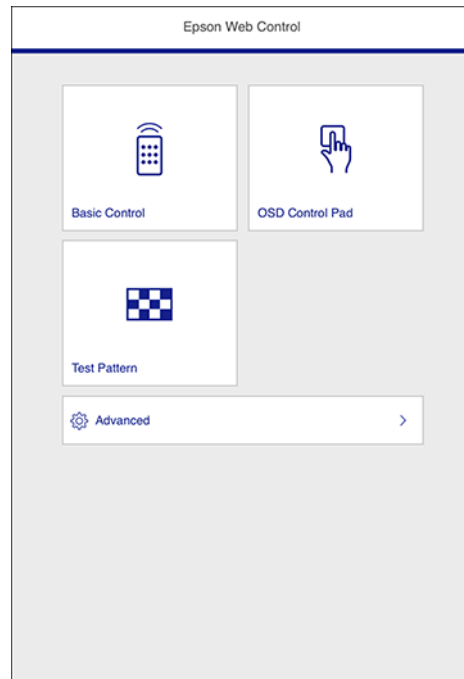 Epson Web Control
Basic Control
OSD Control Pad
Test Pattern
Advanced